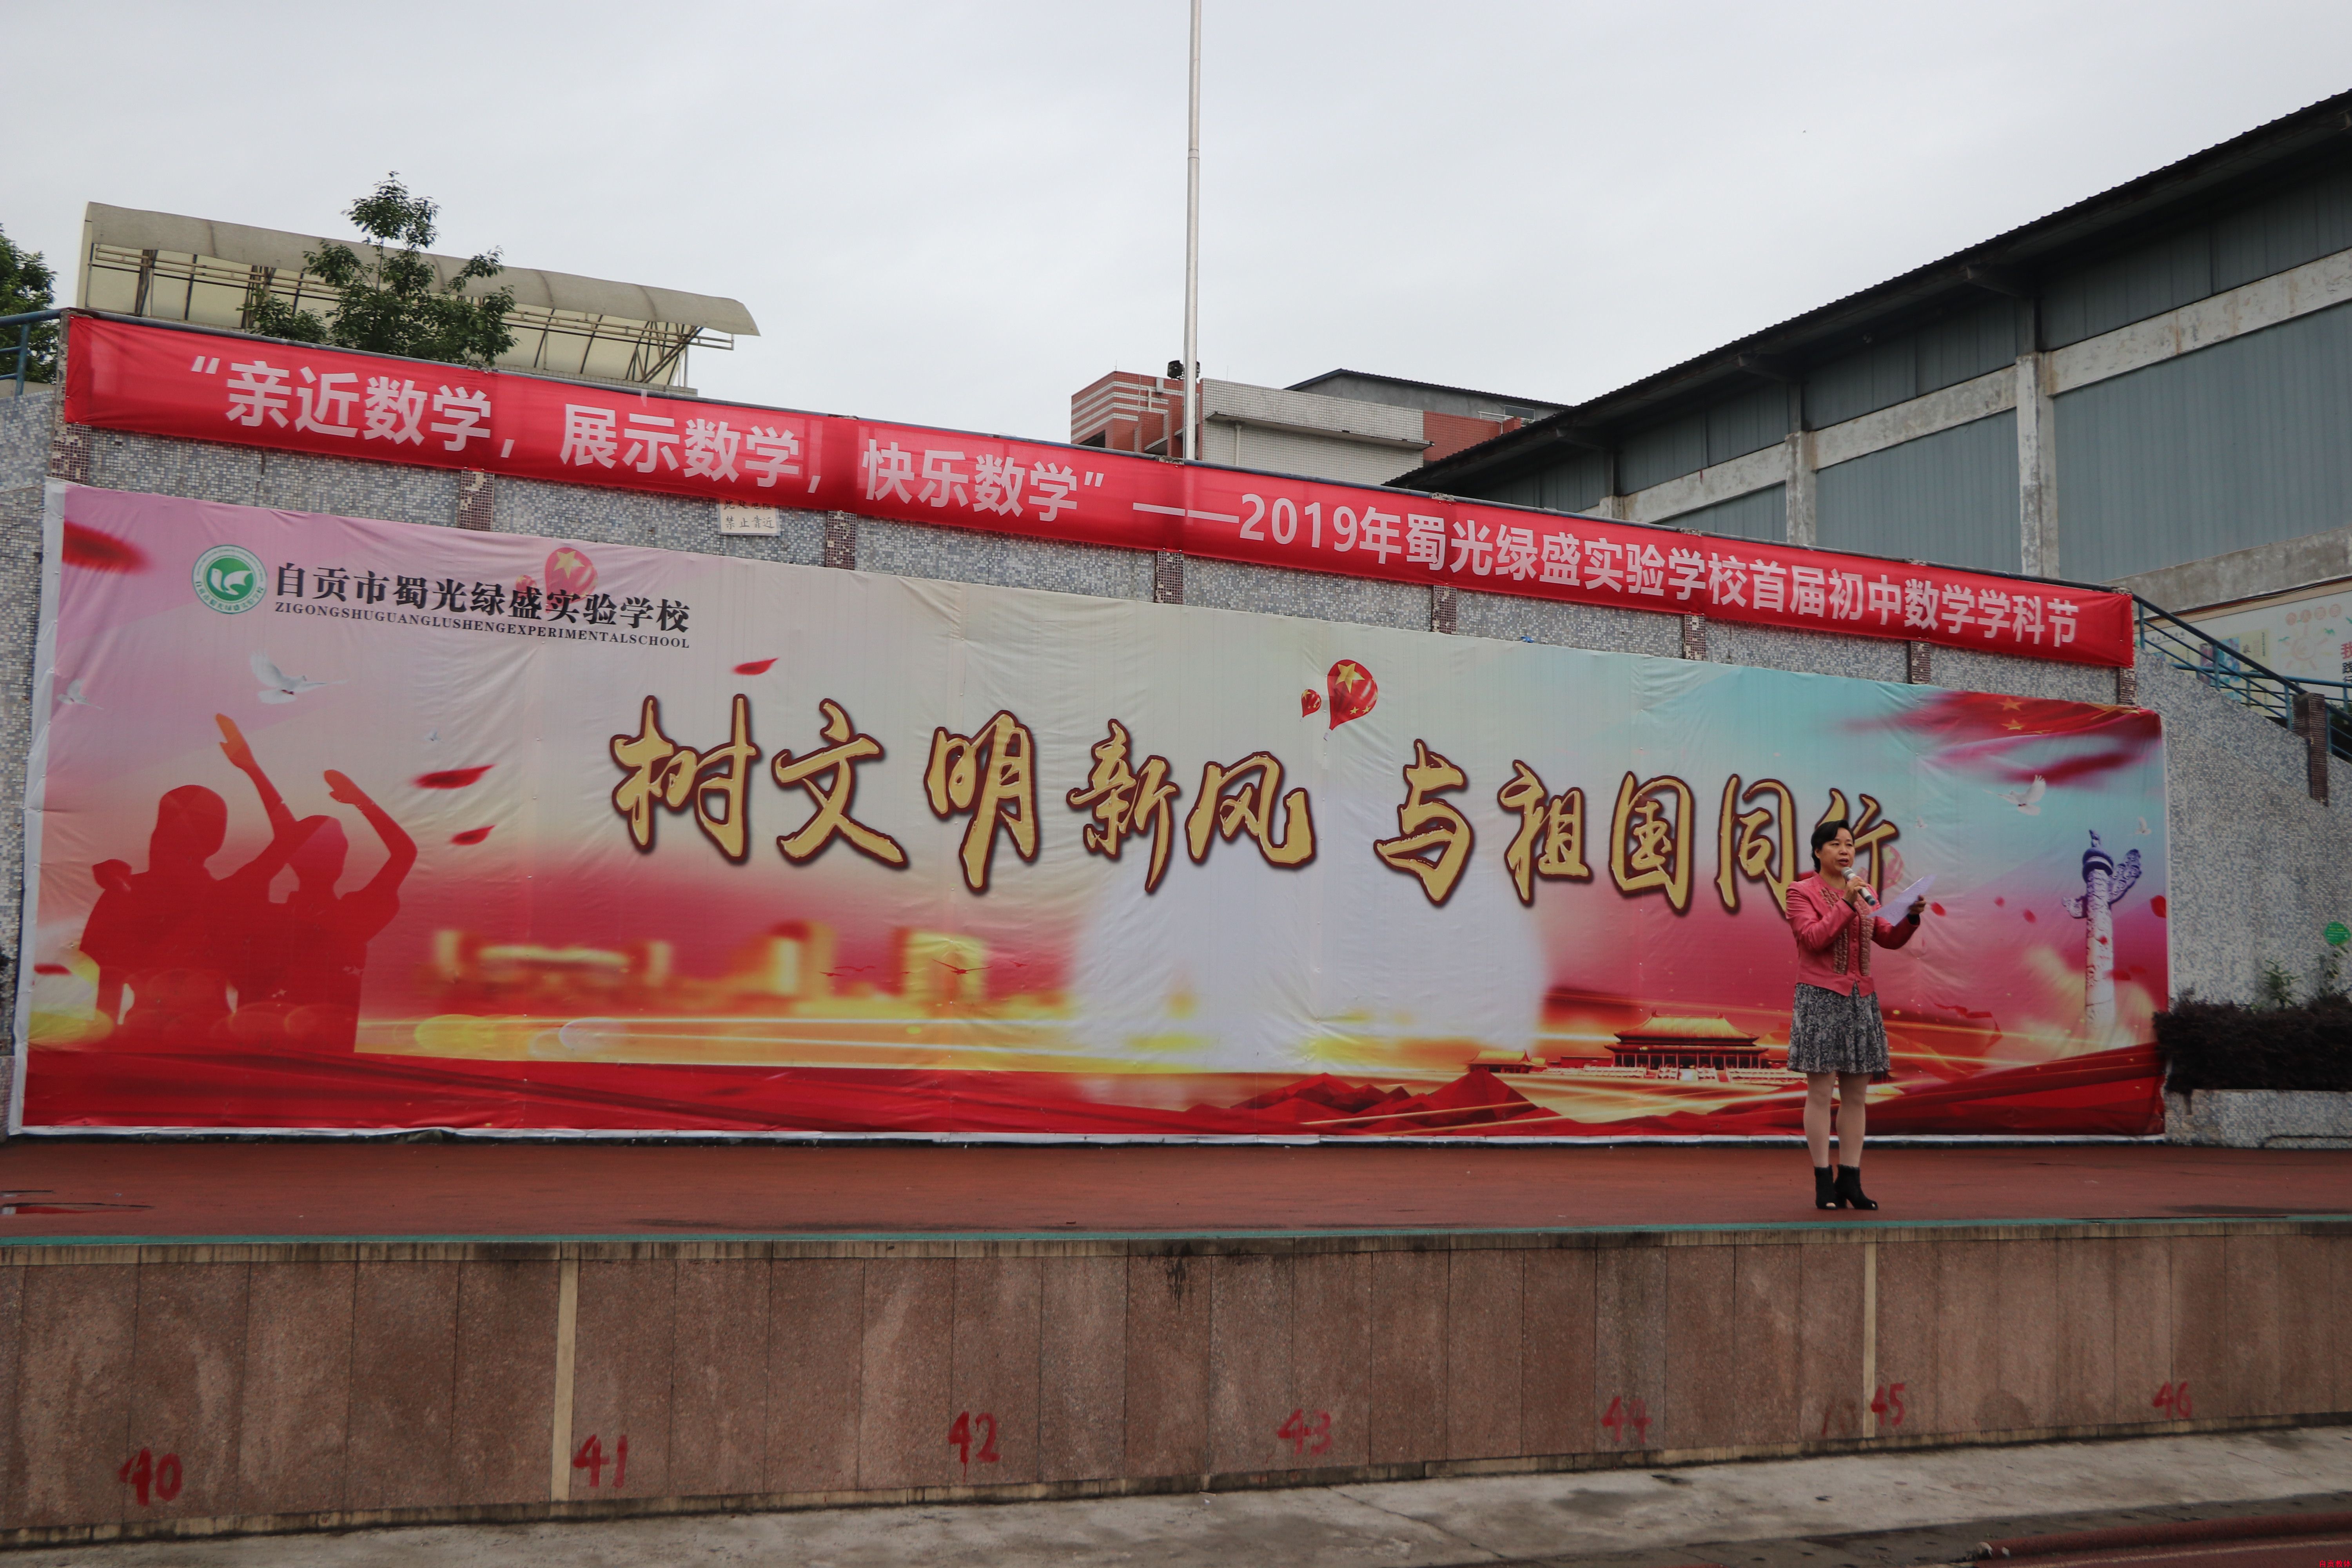 “亲近数学，展示数学，快乐数学”——2019年蜀光绿盛实验学校首届初中数学学科节
禁止靠近
自贡市蜀光绿盛实验学校
ZIGONGSHUGUANGLUSHENGEXPERIMENTALSCHOOL
树文明新风 与祖国同行
40
41
42
43
44
45
46